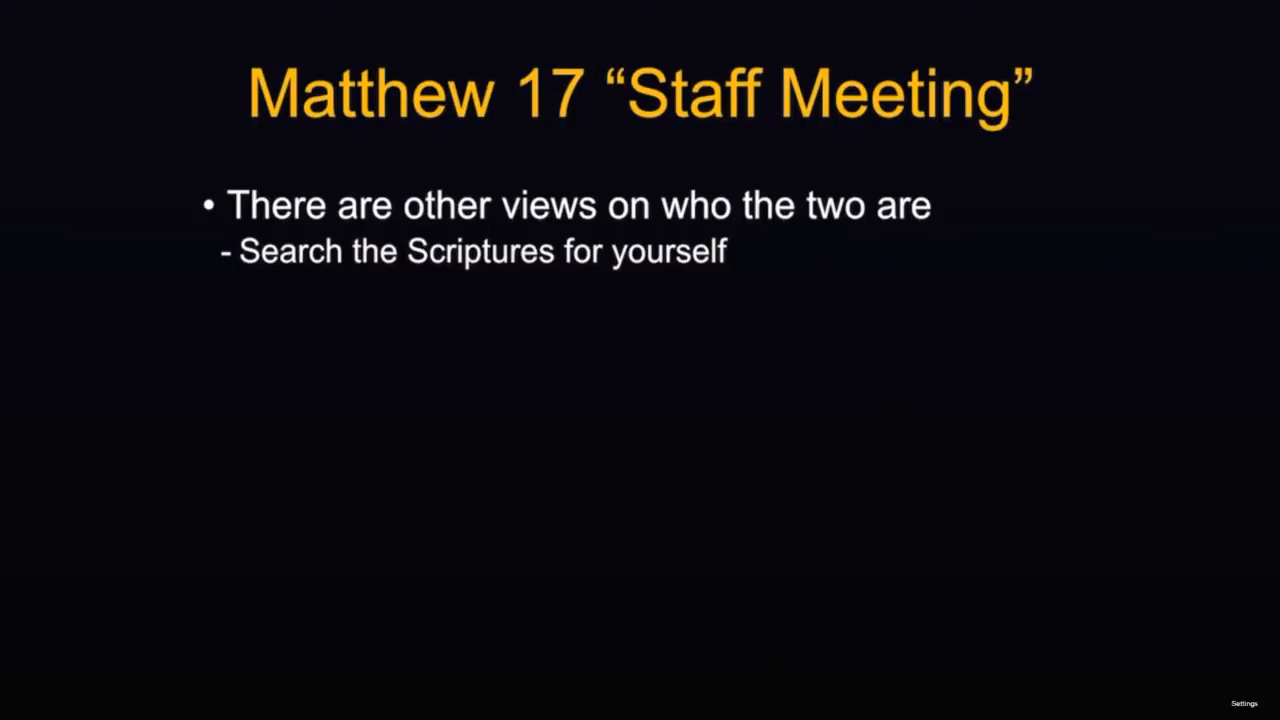 Matthew 17 “Staff Meeting”
• There are other views on who the two are
- Search the Scriptures for yourself
Settings